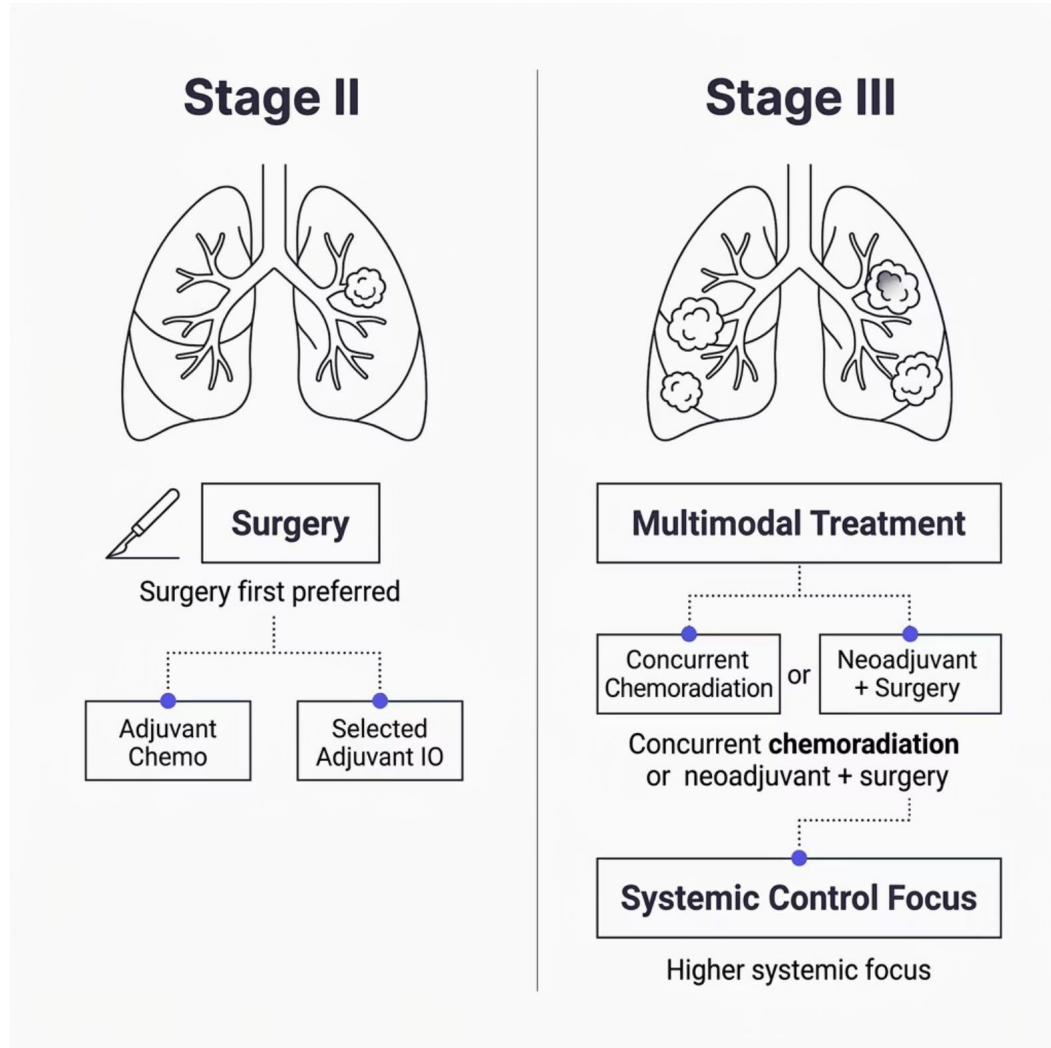 Stage II
Surgery
Surgery first preferred
Adjuvant
Chemo
Selected
Adjuvant IO
Stage III
Multimodal Treatment
Concurrent
Chemoradiation
or
Neoadjuvant
+ Surgery
Concurrent chemoradiation
or neoadjuvant + surgery
Systemic Control Focus
Higher systemic focus